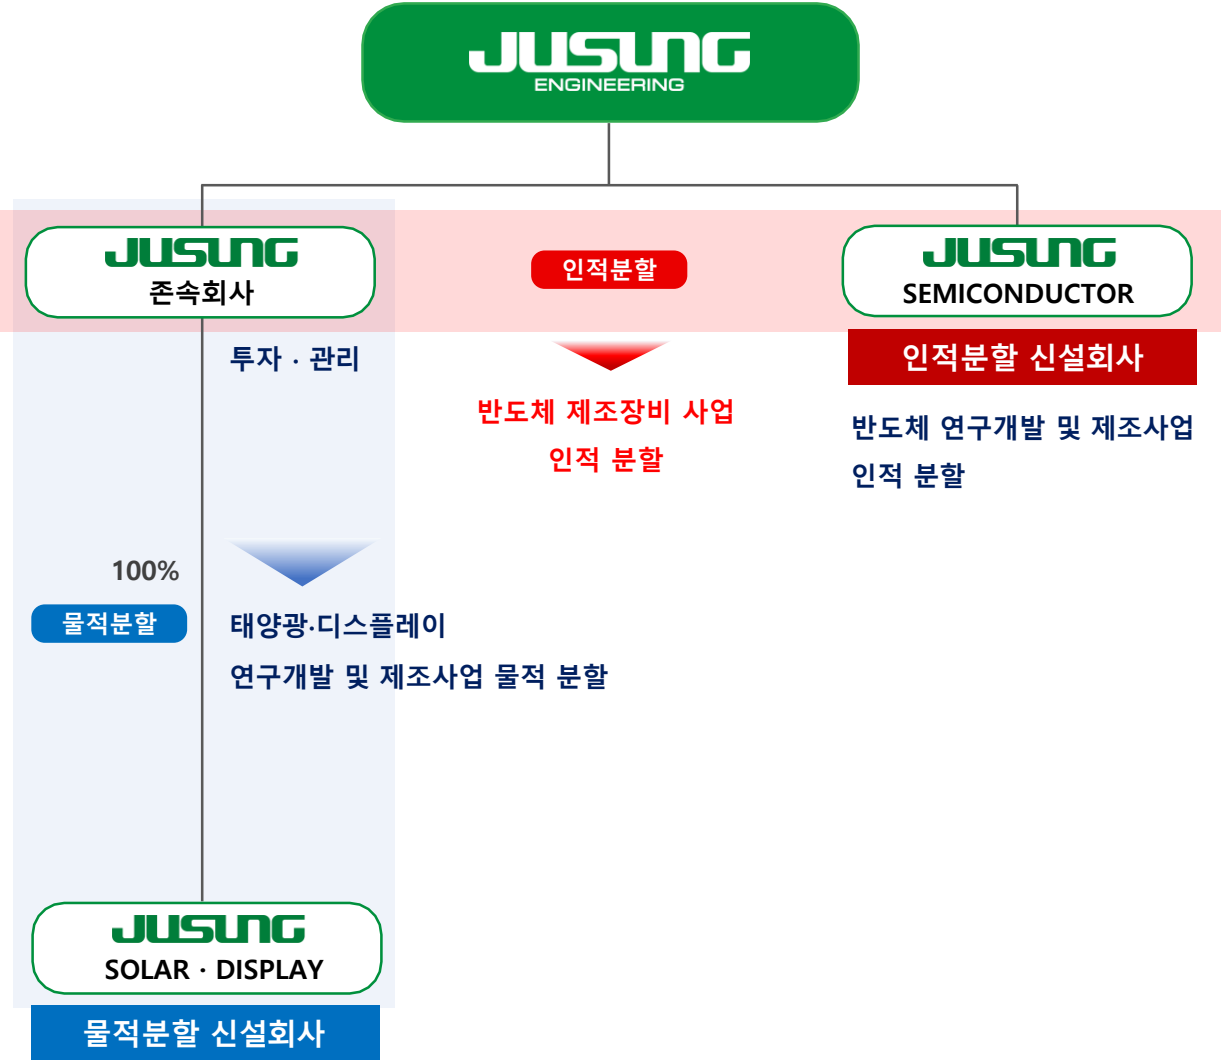 JUSUNG
ENGINEERING
JUSUNG
존속회사
인적분할
JUSUNG
SEMICONDUCTOR
인적분할 신설회사
투자 · 관리
반도체 제조장비 사업
인적 분할
반도체 연구개발 및 제조사업
인적 분할
100%
물적분할
태양광·디스플레이
연구개발 및 제조사업 물적 분할
JUSUNG
SOLAR · DISPLAY
물적분할 신설회사